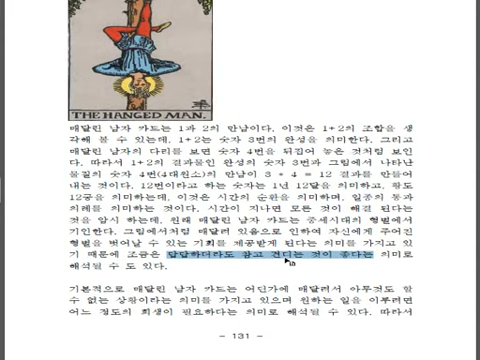 THE HANGED MAN.
매달린 남자 카드는 1과 2의 만남이다. 이것은 1+2의 조합을 생
각해 볼 수 있는데, 1+2는 숫자 3번의 완성을 의미한다. 그리고
매달린 남자의 다리를 보면 숫자 4번을 뒤집어 놓은 것처럼 보인
다. 따라서 1+2의 결과물인 완성의 숫자 3번과 그림에서 나타난
물질의 숫자 4번(4대원소)의 만남이 3 * 4 = 12 결과를 만들어
내는 것이다. 12번이라고 하는 숫자는 1년 12달을 의미하고, 황도
12궁을 의미하는데, 이것은 시간의 순환을 의미하며, 일종의 통과
의례를 의미하는 것이다. 시간이 지나면 모든 것이 해결 된다는
것을 암시 하는데, 원래 매달린 남자 카드는 중세시대의 형벌에서
기인한다. 그림에서처럼 매달려 있음으로 인하여 자신에게 주어진
형벌을 벗어날 수 있는 기회를 제공받게 된다는 의미를 가지고 있
기 때문에 조금은 답답하더라도 참고 견디는 것이 좋다는 의미로
해석될 수 도 있다.
기본적으로 매달린 남자 카드는 어딘가에 매달려서 아무것도 할
수 없는 상황이라는 의미를 가지고 있으며 원하는 일을 이루려면
어느 정도의 희생이 필요하다는 의미로 해석될 수 있다. 따라서
- 131 -